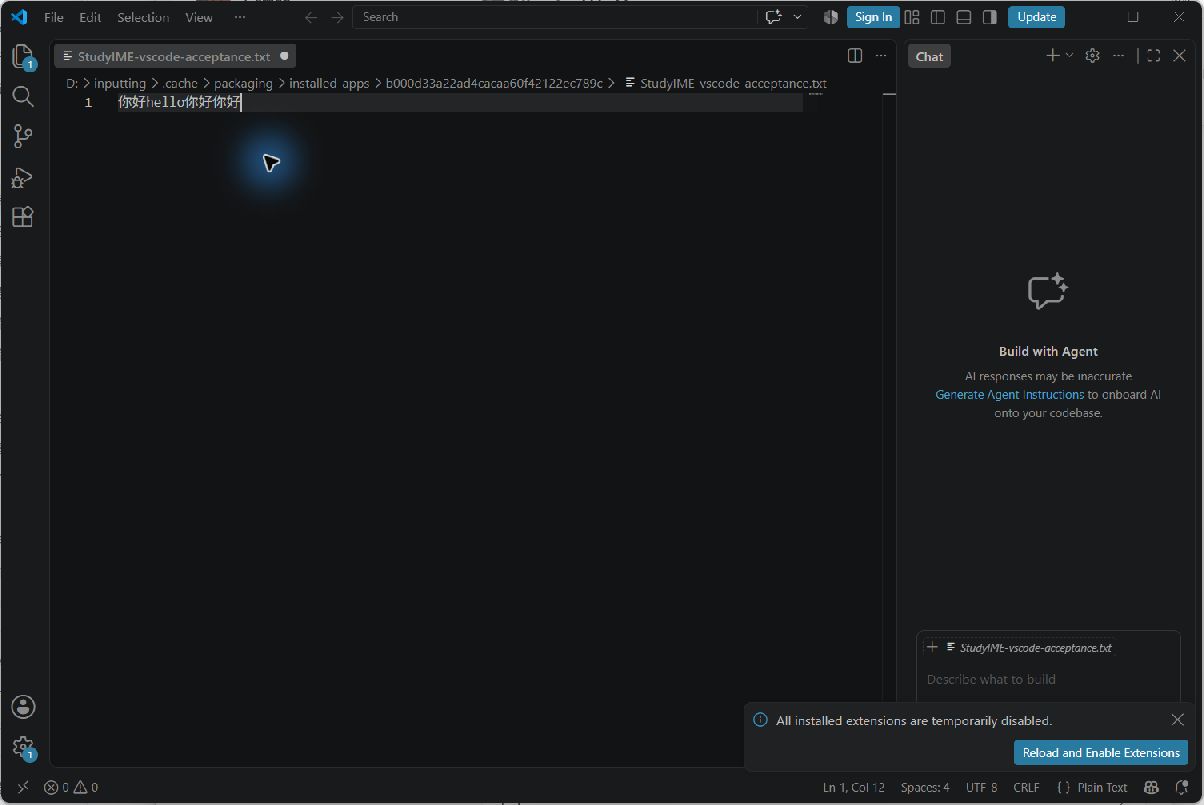 File Edit Selection View ··· Search Sign In Update
StudyIME-vscode-acceptance.txt
Chat
D: > inputting > .cache > packaging > installed_apps > b000d33a22ad4cacaa60f42122ec789c > StudyIME-vscode-acceptance.txt
1 你好hello你好你好
Build with Agent
AI responses may be inaccurate
Generate Agent Instructions to onboard AI
onto your codebase.
StudyIME-vscode-acceptance.txt
Describe what to build
All installed extensions are temporarily disabled.
Reload and Enable Extensions
1
1
0 0 Ln 1, Col 12 Spaces: 4 UTF-8 CRLF {} Plain Text